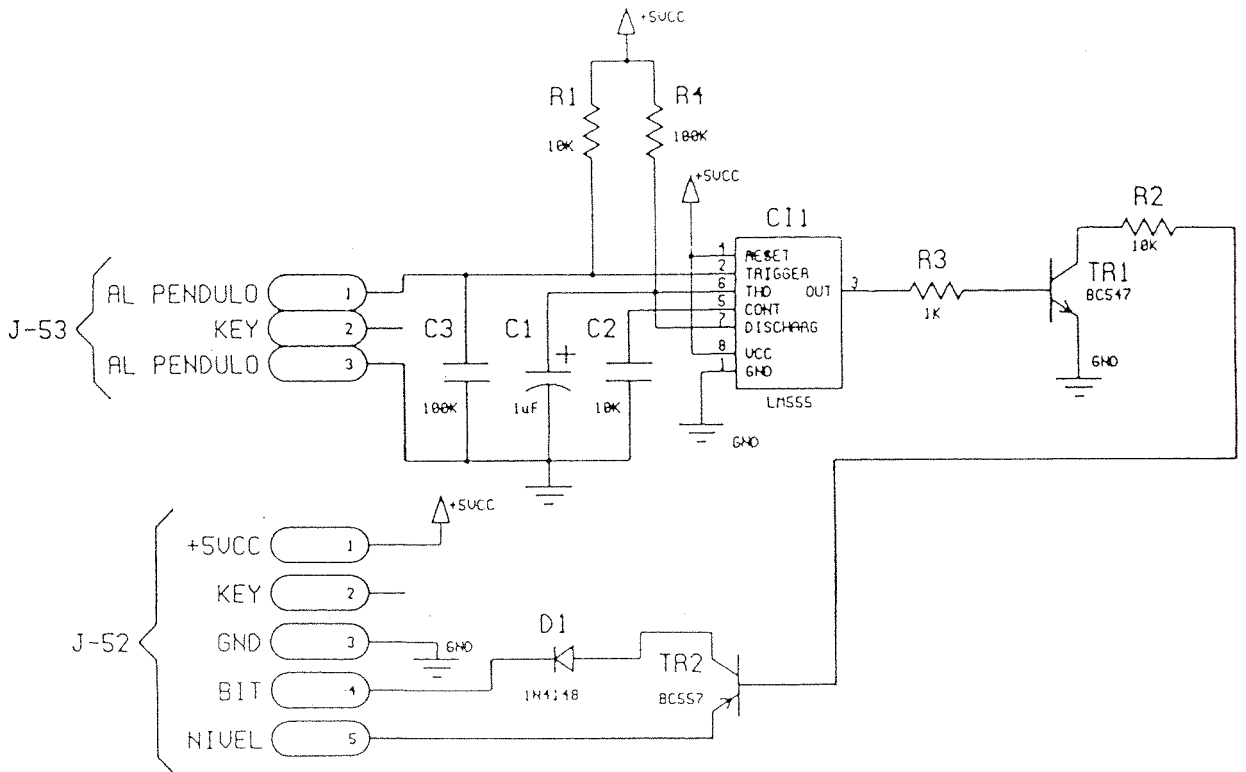 +5VCC
R1
R4
10K
100K
+5VCC
CI1
4
RESET
2
TRIGGER
6
THD
OUT
3
5
CONT
7
DISCHARG
8
VCC
1
GND
LM555
GND
R3
1K
R2
10K
TR1
BC547
GND
J-53
AL PENDULO
1
KEY
2
AL PENDULO
3
C3
100K
C1
+
1uF
C2
10K
+5VCC
J-52
+5VCC
1
KEY
2
GND
3
GND
BIT
4
NIVEL
5
D1
1N4148
TR2
BC557